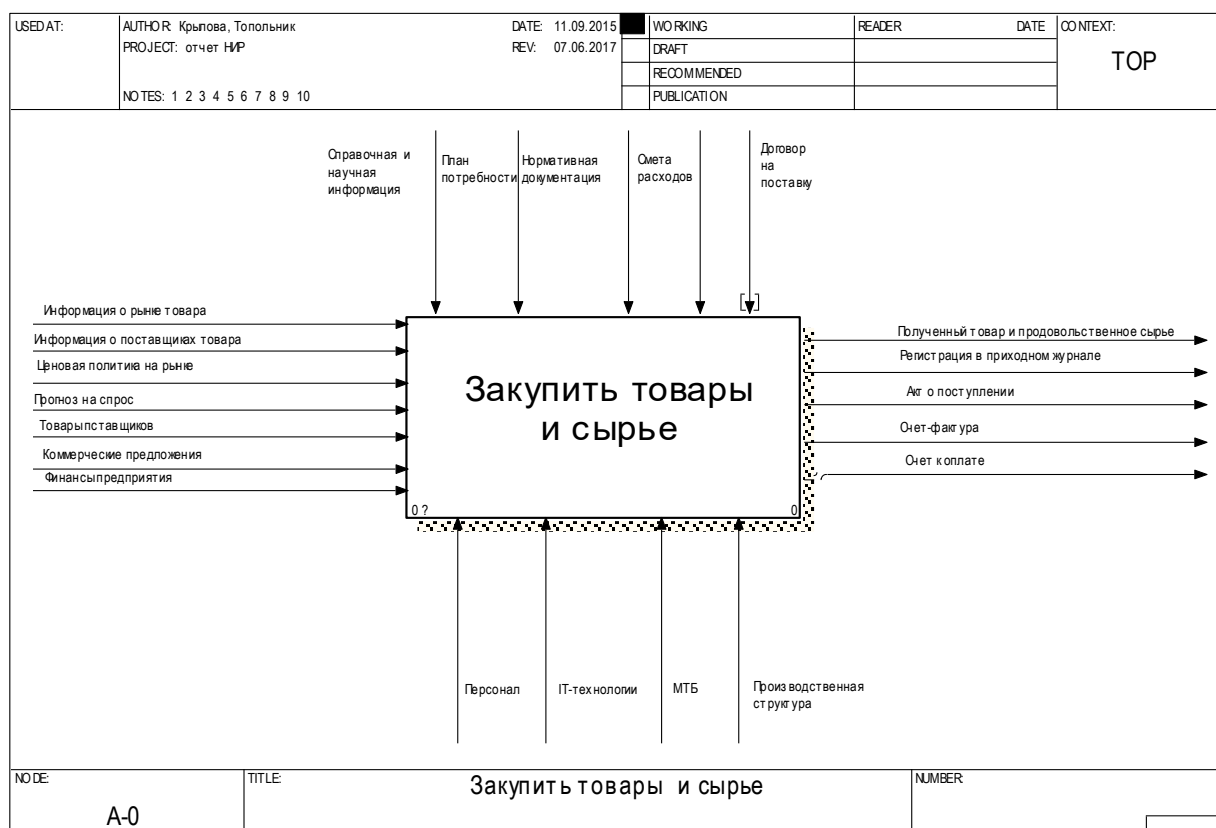 USED AT:
AUTHOR: Крылова, Топольник
DATE: 11.09.2015
WORKING
READER
DATE
CONTEXT:
PROJECT: отчет НИР
REV: 07.06.2017
DRAFT
TOP
RECOMMENDED
NOTES: 1 2 3 4 5 6 7 8 9 10
PUBLICATION
Справочная и
научная
информация
План
потребности
Нормативная
документация
Смета
расходов
Договор
на
поставку
Информация о рынке товара
Информация о поставщиках товара
Ценовая политика на рынке
Прогноз на спрос
Товары пставщиков
Коммерческие предложения
Финансы предприятия
Закупить товары
и сырье
0 ?
0
Полученный товар и продовольственное сырье
Регистрация в приходном журнале
Акт о поступлении
Счет-фактура
Счет к оплате
Персонал
IT-технологии
МТБ
Производственная
структура
NODE:
TITLE:
Закупить товары и сырье
NUMBER:
A-0